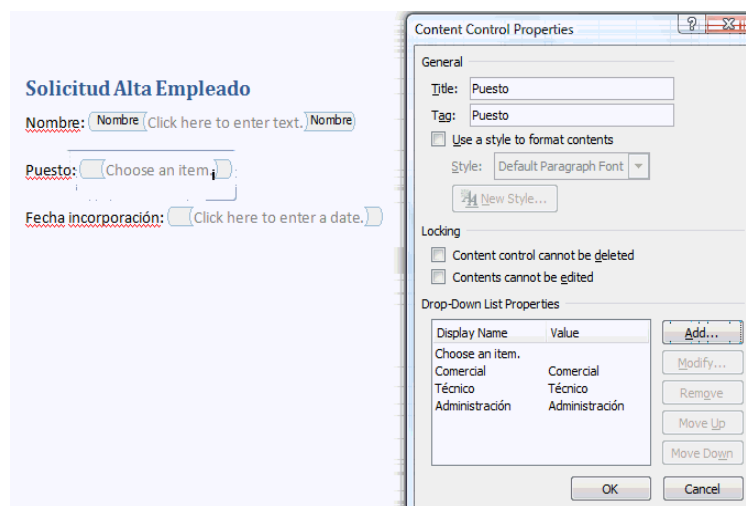 Solicitud Alta Empleado
Nombre: Nombre Click here to enter text. Nombre
Puesto: Choose an item.
Fecha incorporación: Click here to enter a date.
Content Control Properties
General
Title: Puesto
Tag: Puesto
Use a style to format contents
Style: Default Paragraph Font
New Style...
Locking
Content control cannot be deleted
Contents cannot be edited
Drop-Down List Properties
Display Name Value
Choose an item.
Comercial Comercial
Técnico Técnico
Administración Administración
Add...
Modify...
Remove
Move Up
Move Down
OK Cancel